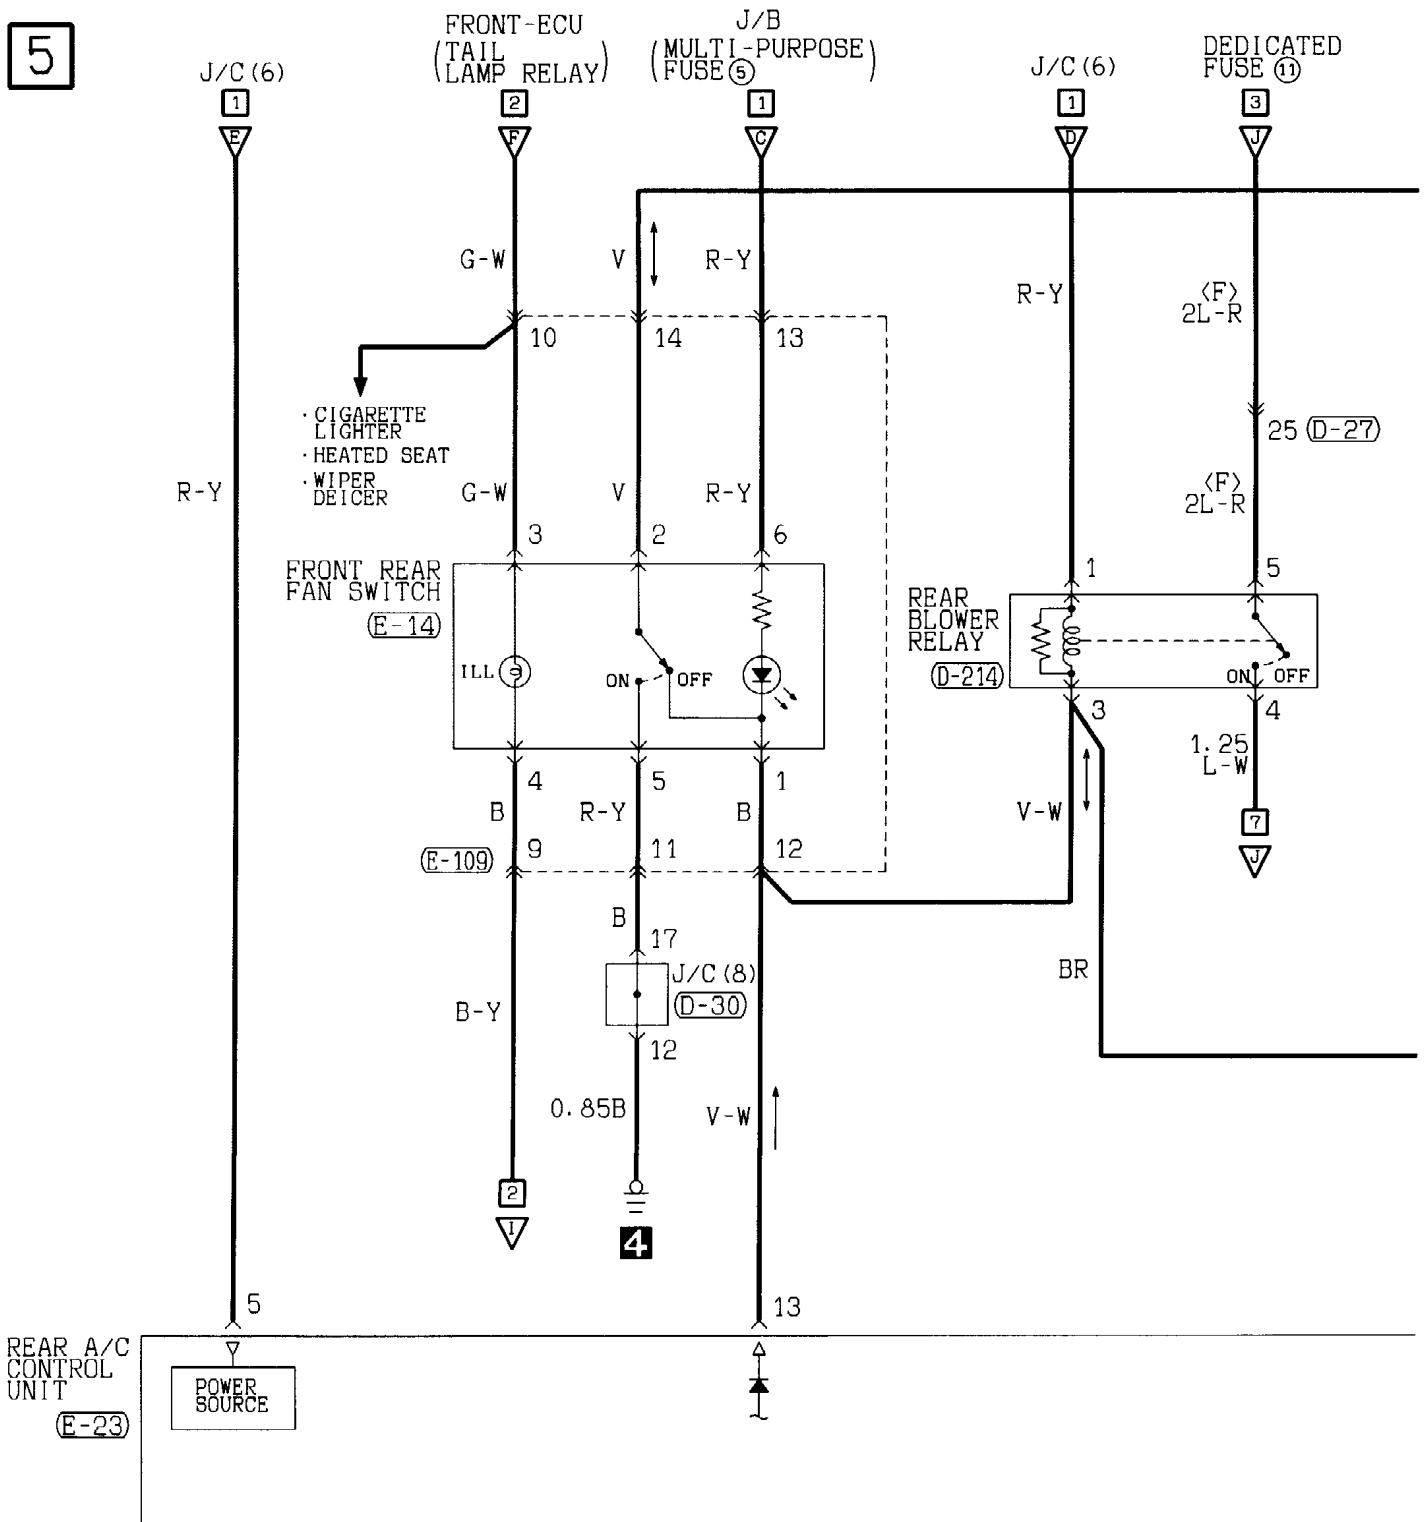 5
J/C (6)
1
E
FRONT-ECU
(TAIL
LAMP RELAY)
2
F
J/B
(MULTI-PURPOSE
FUSE ⑤)
1
C
J/C (6)
1
D
DEDICATED
FUSE ⑪
3
J
G-W
V
R-Y
R-Y
<F>
2L-R
10
14
13
· CIGARETTE
LIGHTER
· HEATED SEAT
· WIPER
DEICER
25 (D-27)
R-Y
G-W
V
R-Y
<F>
2L-R
3
2
6
1
5
FRONT REAR
FAN SWITCH
(E-14)
ILL
ON
OFF
REAR
BLOWER
RELAY
(D-214)
ON
OFF
4
5
1
3
4
B
R-Y
B
V-W
1.25
L-W
7
J
(E-109)
9
11
12
B
17
J/C (8)
(D-30)
12
B-Y
BR
0.85B
V-W
2
I
4
5
13
REAR A/C
CONTROL
UNIT
(E-23)
POWER
SOURCE